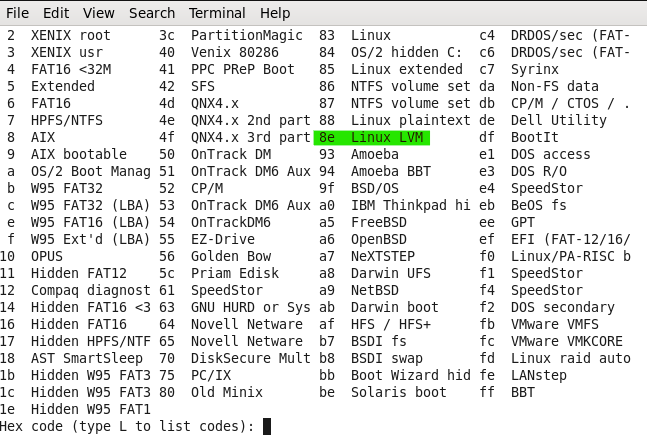 File Edit View Search Terminal Help
2 XENIX root 3c PartitionMagic 83 Linux c4 DRDOS/sec (FAT-
3 XENIX usr 40 Venix 80286 84 OS/2 hidden C: c6 DRDOS/sec (FAT-
4 FAT16 <32M 41 PPC PReP Boot 85 Linux extended c7 Syrinx
5 Extended 42 SFS 86 NTFS volume set da Non-FS data
6 FAT16 4d QNX4.x 87 NTFS volume set db CP/M / CTOS / .
7 HPFS/NTFS 4e QNX4.x 2nd part 88 Linux plaintext de Dell Utility
8 AIX 4f QNX4.x 3rd part 8e Linux LVM df BootIt
9 AIX bootable 50 OnTrack DM 93 Amoeba e1 DOS access
a OS/2 Boot Manag 51 OnTrack DM6 Aux 94 Amoeba BBT e3 DOS R/O
b W95 FAT32 52 CP/M 9f BSD/OS e4 SpeedStor
c W95 FAT32 (LBA) 53 OnTrack DM6 Aux a0 IBM Thinkpad hi eb BeOS fs
e W95 FAT16 (LBA) 54 OnTrackDM6 a5 FreeBSD ee GPT
f W95 Ext'd (LBA) 55 EZ-Drive a6 OpenBSD ef EFI (FAT-12/16/
10 OPUS 56 Golden Bow a7 NeXTSTEP f0 Linux/PA-RISC b
11 Hidden FAT12 5c Priam Edisk a8 Darwin UFS f1 SpeedStor
12 Compaq diagnost 61 SpeedStor a9 NetBSD f4 SpeedStor
14 Hidden FAT16 <3 63 GNU HURD or Sys ab Darwin boot f2 DOS secondary
16 Hidden FAT16 64 Novell Netware af HFS / HFS+ fb VMware VMFS
17 Hidden HPFS/NTF 65 Novell Netware b7 BSDI fs fc VMware VMKCORE
18 AST SmartSleep 70 DiskSecure Mult b8 BSDI swap fd Linux raid auto
1b Hidden W95 FAT3 75 PC/IX bb Boot Wizard hid fe LANstep
1c Hidden W95 FAT3 80 Old Minix be Solaris boot ff BBT
1e Hidden W95 FAT1
Hex code (type L to list codes):